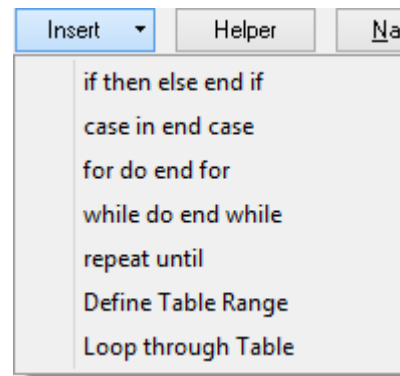 Insert Helper Na
if then else end if
case in end case
for do end for
while do end while
repeat until
Define Table Range
Loop through Table